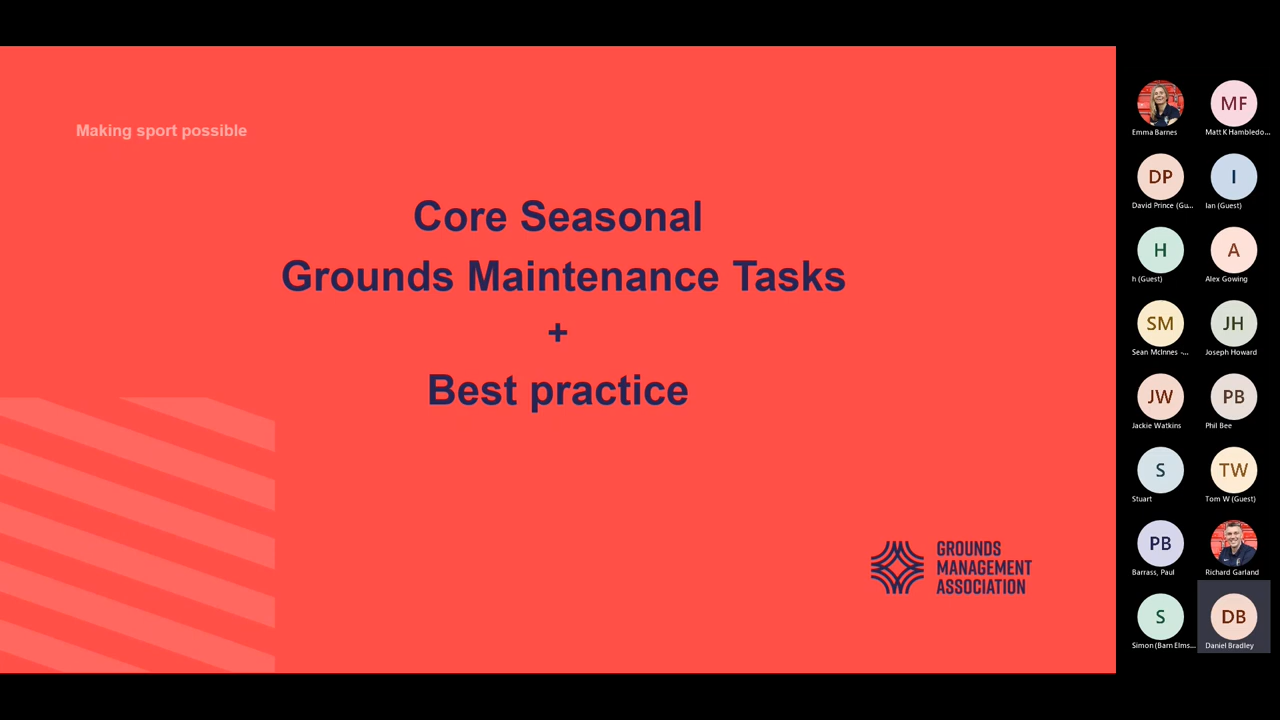 Making sport possible
Core Seasonal
Grounds Maintenance Tasks
+
Best practice
GROUNDS
MANAGEMENT
ASSOCIATION
Emma Barnes
MF
Matt K Hambledo...
DP
David Prince (Gu...
I
Ian (Guest)
H
h (Guest)
A
Alex Gowing
SM
Sean McInnes -...
JH
Joseph Howard
JW
Jackie Watkins
PB
Phil Bee
S
Stuart
TW
Tom W (Guest)
PB
Barrass, Paul
Richard Garland
S
Simon (Barn Elms...
DB
Daniel Bradley